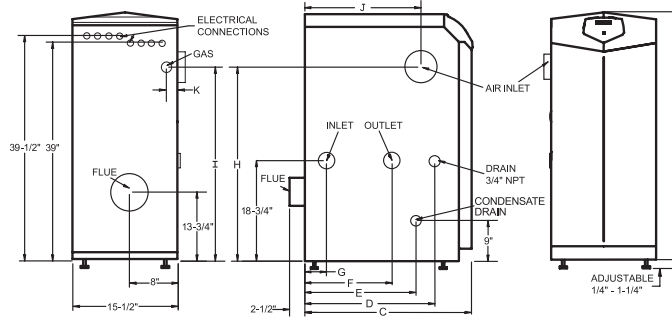 ELECTRICAL
CONNECTIONS
GAS
K
39-1/2"
39"
I
FLUE
13-3/4"
8"
15-1/2"
J
H
AIR INLET
INLET
OUTLET
DRAIN
3/4" NPT
FLUE
18-3/4"
CONDENSATE
DRAIN
9"
G
F
E
D
C
2-1/2"
ADJUSTABLE
1/4" - 1-1/4"